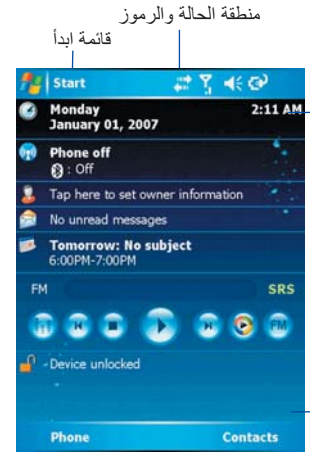 منطقة الحالة والرموز
قائمة ابدأ
Start
Monday 2:11 AM
January 01, 2007
Phone off
: Off
Tap here to set owner information
No unread messages
Tomorrow: No subject
6:00PM-7:00PM
FM SRS
FM
Device unlocked
Phone Contacts